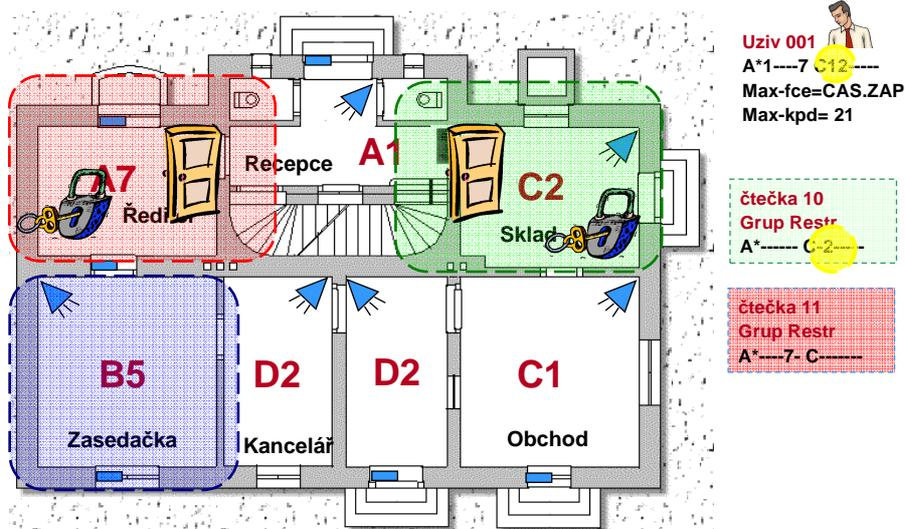 Uziv 001
A*1----7 C12-----
Max-fce=CAS.ZAP
Max-kpd= 21
A1
Recepce
A7
C2
Sklad
čtečka 10
Grup Restr
A*------ C-2-----
čtečka 11
Grup Restr
A*----7- C-------
B5
D2
D2
C1
Zasedačka
Kancelář
Obchod